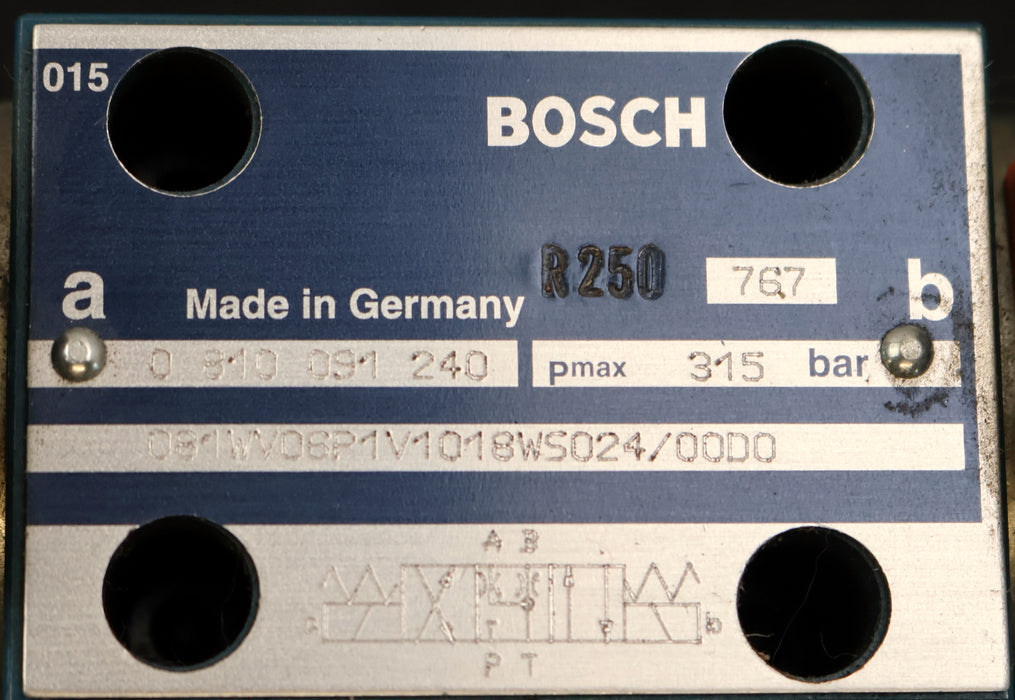 015
BOSCH
R250 767
a b
Made in Germany
0 810 091 240 pmax 315 bar
081WV06P1V1018WS024/00D0
A B
a b
P T